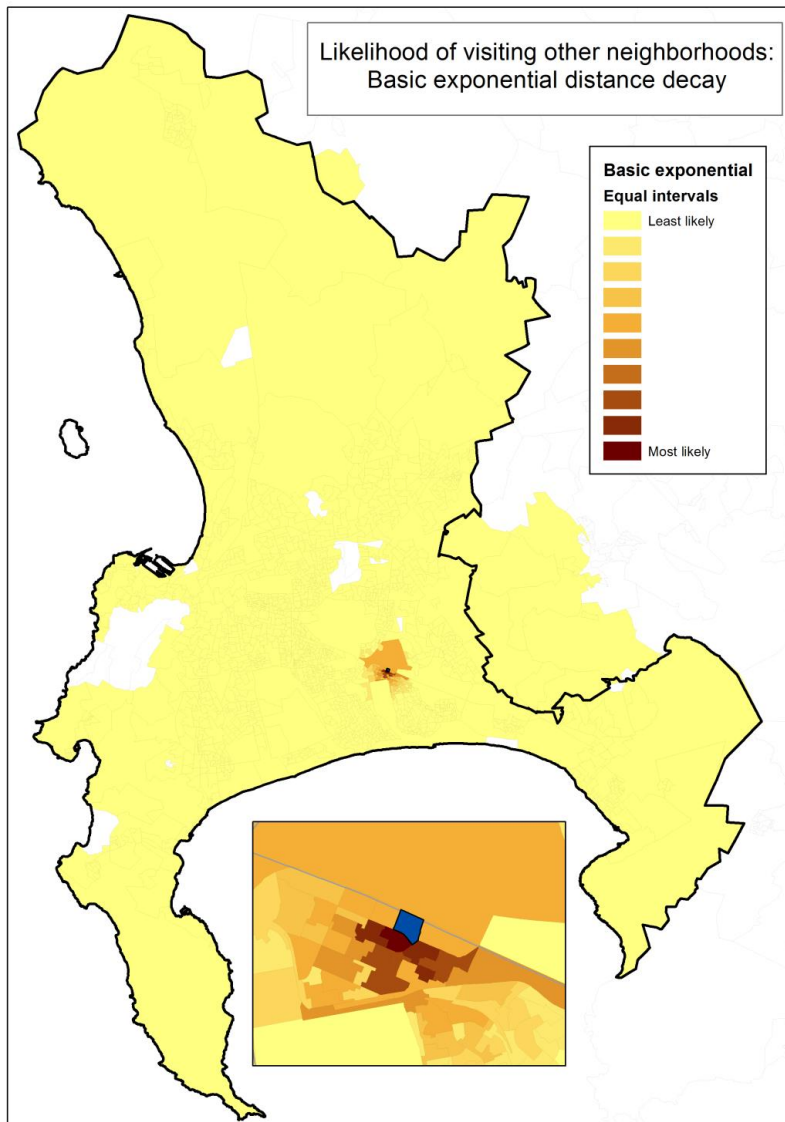 Likelihood of visiting other neighborhoods:
Basic exponential distance decay
Basic exponential
Equal intervals
Least likely
Most likely